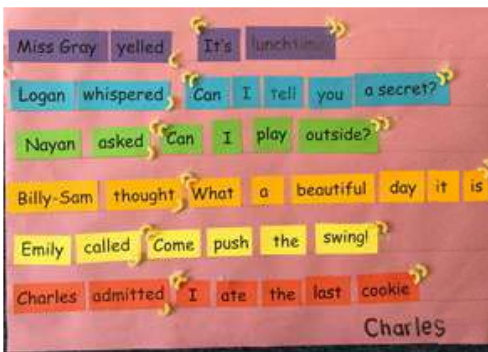 Miss Gray yelled, "It's lunchtime"
Logan whispered, "Can I tell you a secret?"
Nayan asked, "Can I play outside?"
Billy-Sam thought, "What a beautiful day it is"
Emily called, "Come push the swing!"
Charles admitted, "I ate the last cookie"
Charles